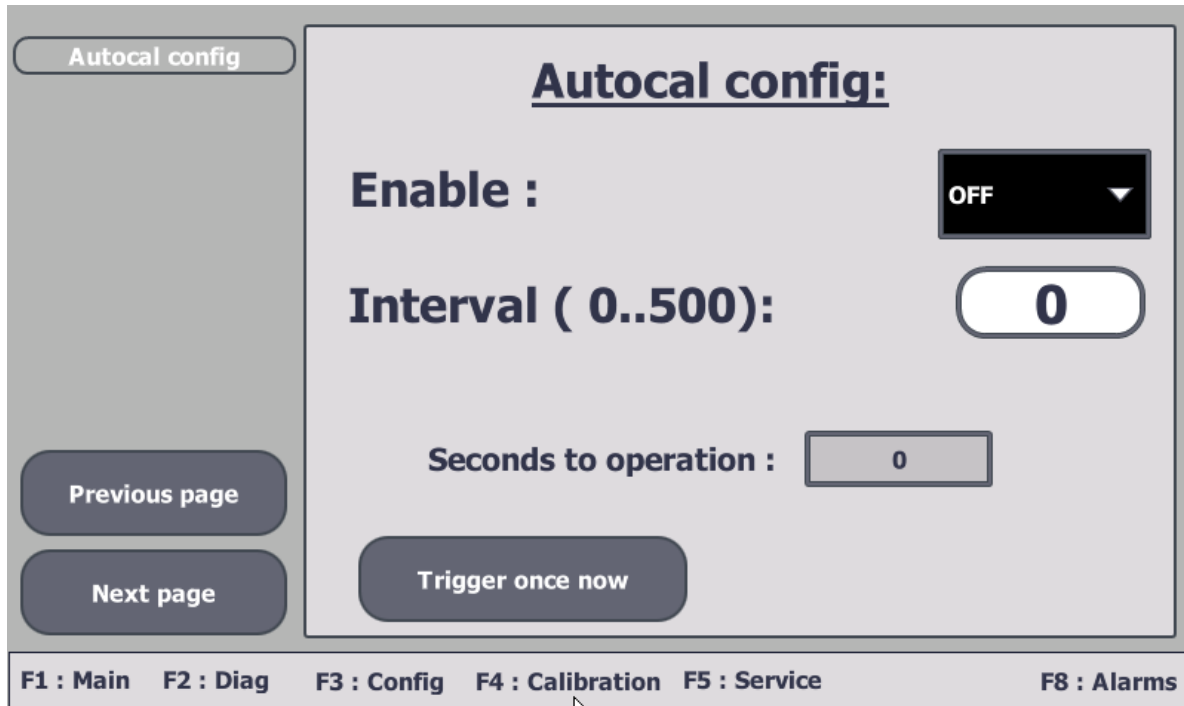 Autocal config
Autocal config:
Enable :
OFF
Interval ( 0..500):
0
Seconds to operation :
0
Previous page
Next page
Trigger once now
F1 : Main F2 : Diag F3 : Config F4 : Calibration F5 : Service F8 : Alarms